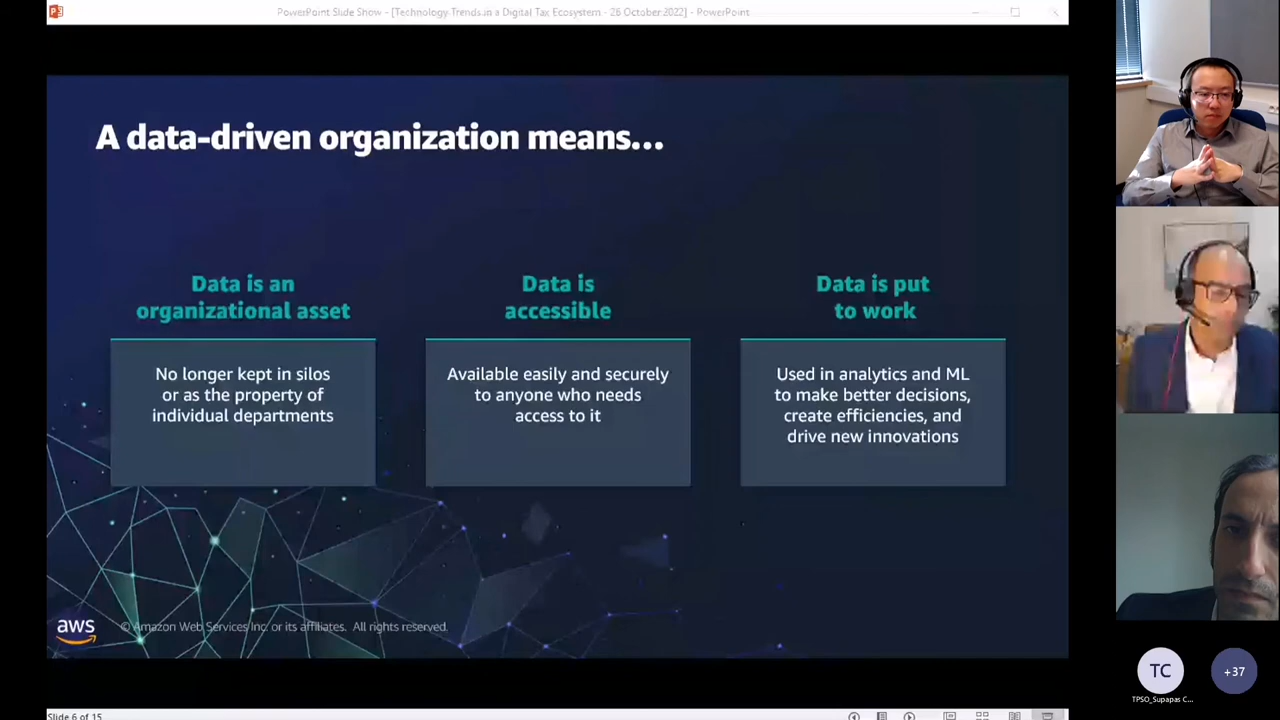 PowerPoint Slide Show - [Technology Trends in a Digital Tax Ecosystem - 26 October 2022] - PowerPoint
A data-driven organization means...
Data is an
organizational asset
No longer kept in silos
or as the property of
individual departments
Data is
accessible
Available easily and securely
to anyone who needs
access to it
Data is put
to work
Used in analytics and ML
to make better decisions,
create efficiencies, and
drive new innovations
aws
© Amazon Web Services Inc. or its affiliates. All rights reserved.
TC
+37
TPSO_Supapas C...
Slide 6 of 15